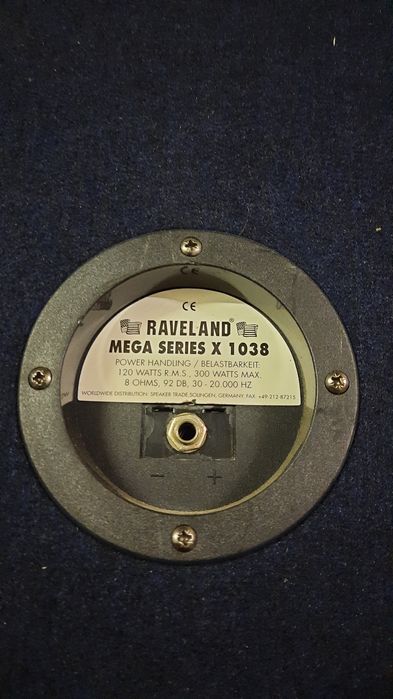 CE
CE
RAVELAND®
MEGA SERIES X 1038
POWER HANDLING / BELASTBARKEIT:
120 WATTS R.M.S., 300 WATTS MAX.
8 OHMS, 92 DB, 30 - 20.000 HZ
WORLDWIDE DISTRIBUTION: SPEAKER TRADE SOLINGEN, GERMANY, FAX: +49-212-87215
- +